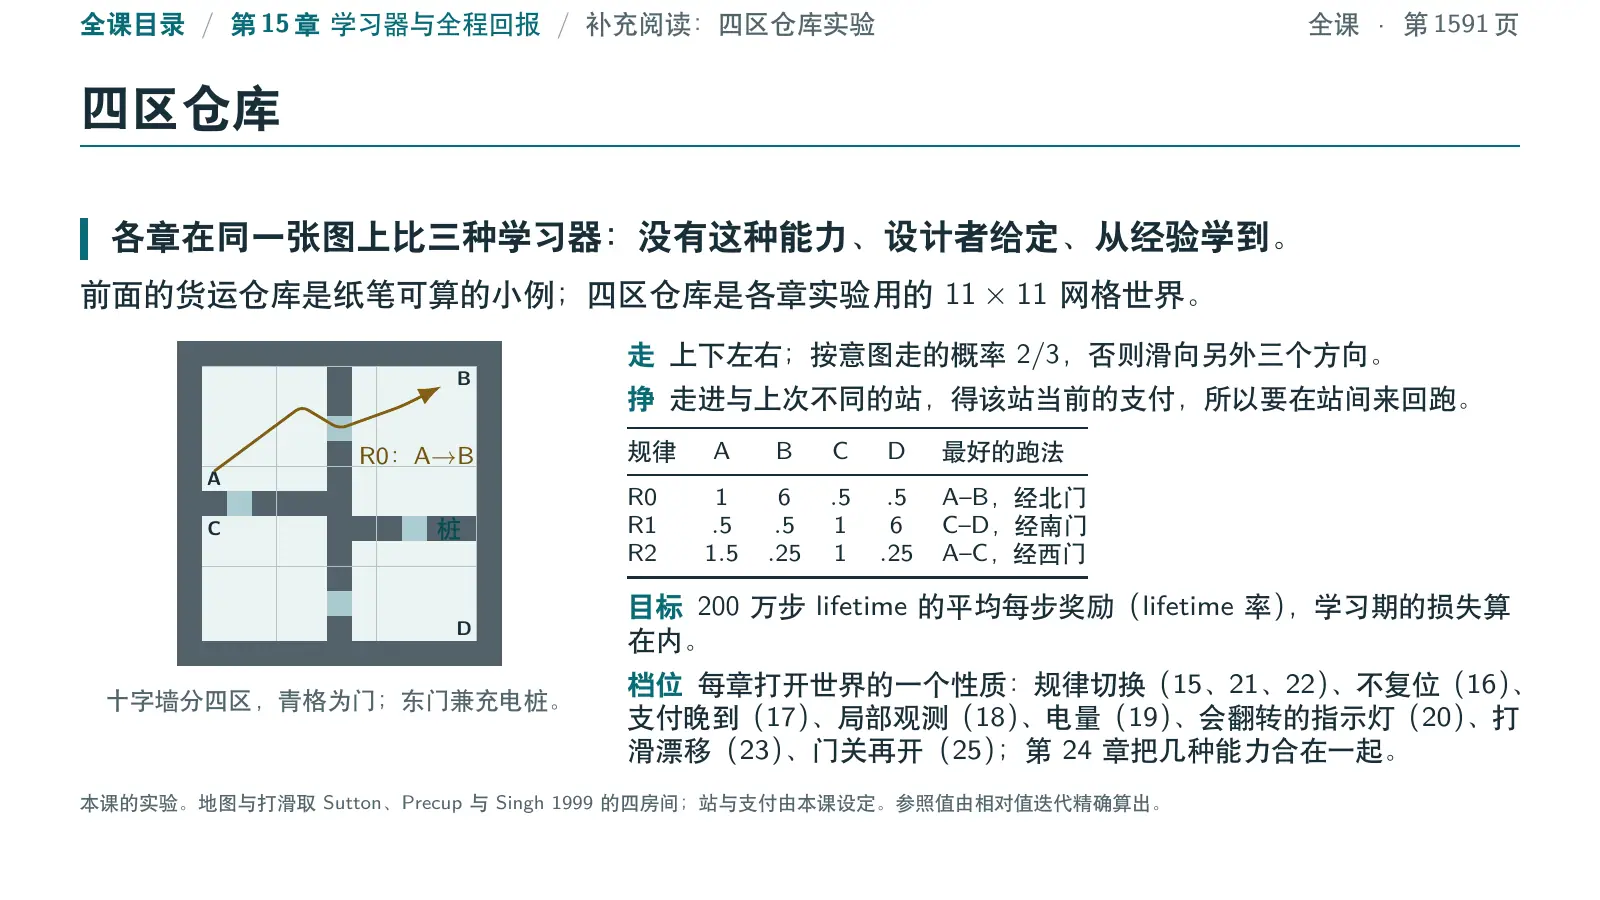 全课目录 / 第 15 章 学习器与全程回报 / 补充阅读：四区仓库实验
全课 · 第 1591 页
四区仓库
各章在同一张图上比三种学习器：没有这种能力、设计者给定、从经验学到。
前面的货运仓库是纸笔可算的小例；四区仓库是各章实验用的 11 × 11 网格世界。
B
R0：A→B
A
C
桩
D
十字墙分四区，青格为门；东门兼充电桩。
走 上下左右；按意图走的概率 2/3，否则滑向另外三个方向。
挣 走进与上次不同的站，得该站当前的支付，所以要在站间来回跑。
规律 A B C D 最好的跑法
R0 1 6 .5 .5 A–B，经北门
R1 .5 .5 1 6 C–D，经南门
R2 1.5 .25 1 .25 A–C，经西门
目标 200 万步 lifetime 的平均每步奖励（lifetime 率），学习期的损失算
在内。
档位 每章打开世界的一个性质：规律切换（15、21、22）、不复位（16）、
支付晚到（17）、局部观测（18）、电量（19）、会翻转的指示灯（20）、打
滑漂移（23）、门关再开（25）；第 24 章把几种能力合在一起。
本课的实验。地图与打滑取 Sutton、Precup 与 Singh 1999 的四房间；站与支付由本课设定。参照值由相对值迭代精确算出。